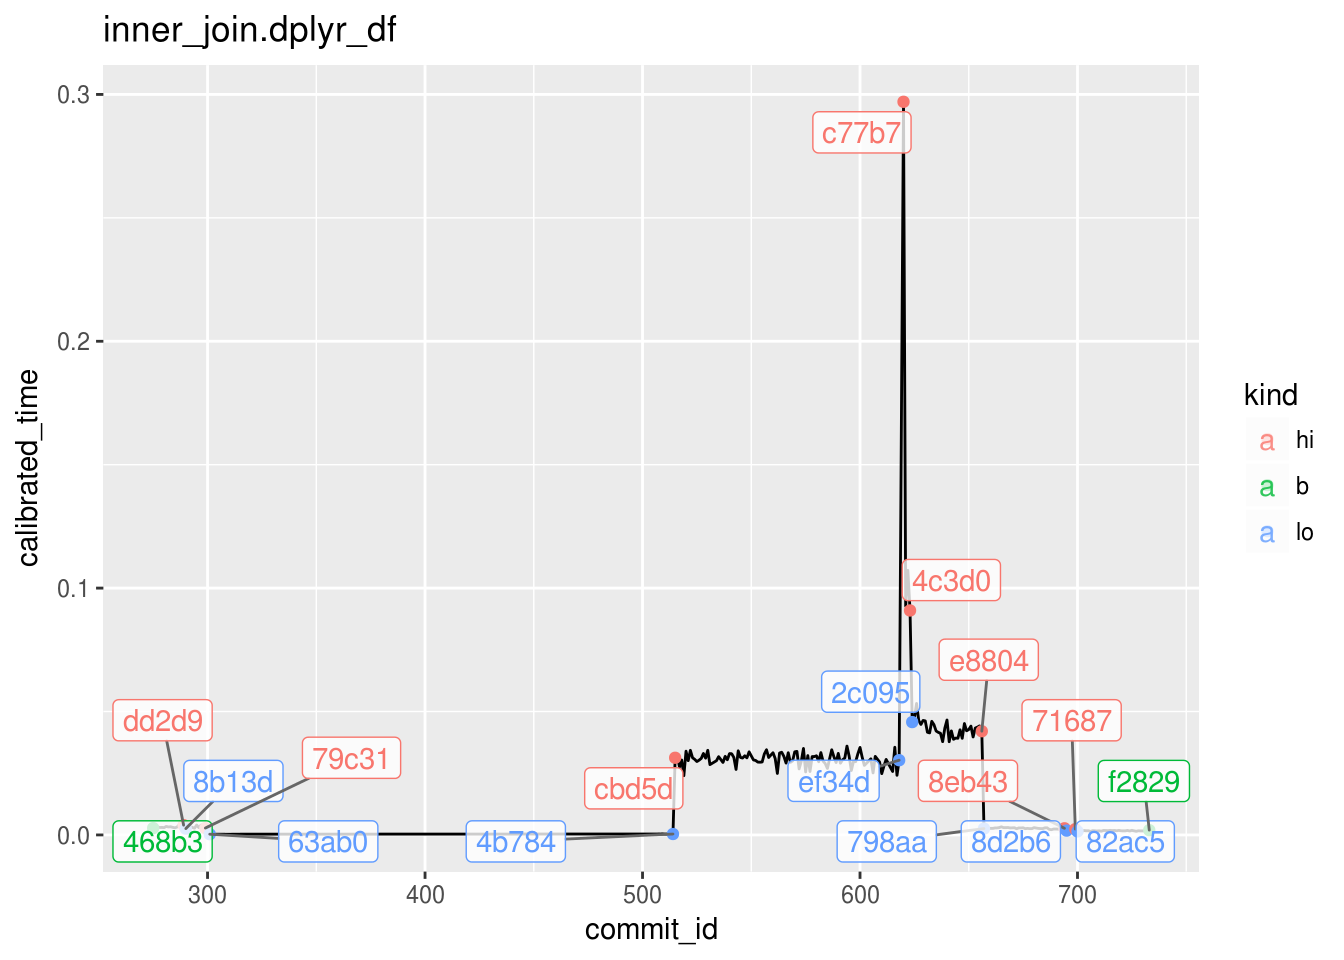 inner_join.dplyr_df
calibrated_time
0.3
0.2
0.1
0.0
c77b7
4c3d0
e8804
2c095
71687
dd2d9
79c31
8b13d
cbd5d
ef34d
8eb43
f2829
468b3
63ab0
4b784
798aa
8d2b6
82ac5
300
400
500
600
700
commit_id
kind
a hi
a b
a lo